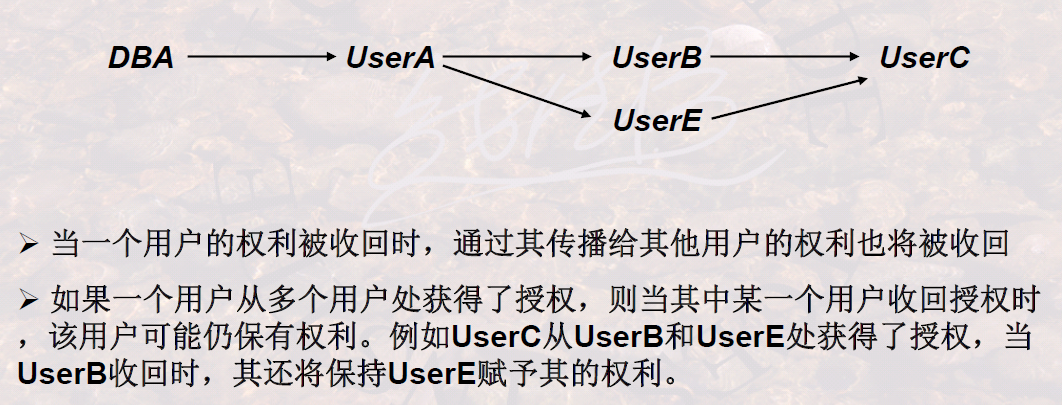 DBA UserA UserB UserC
UserE
➢ 当一个用户的权利被收回时，通过其传播给其他用户的权利也将被收回
➢ 如果一个用户从多个用户处获得了授权，则当其中某一个用户收回授权时
，该用户可能仍保有权利。例如UserC从UserB和UserE处获得了授权，当
UserB收回时，其还将保持UserE赋予其的权利。